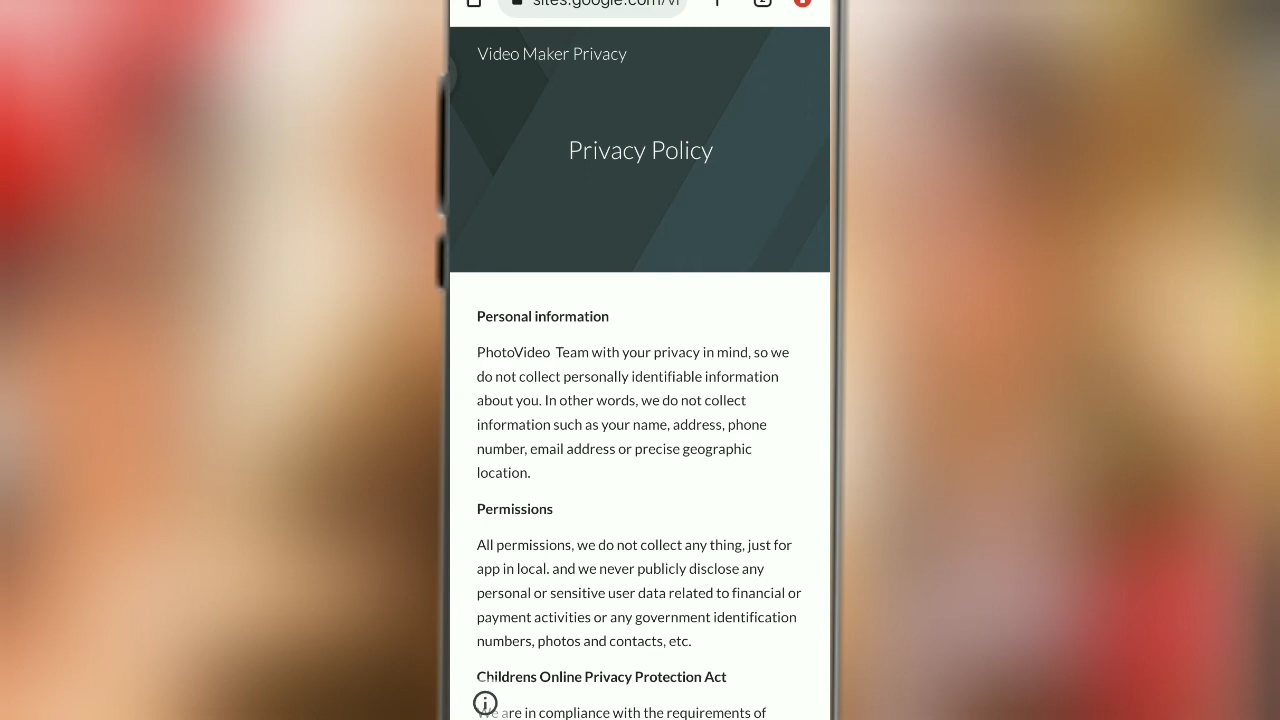 sites.google.com/vi
Video Maker Privacy
Privacy Policy
Personal information
PhotoVideo Team with your privacy in mind, so we
do not collect personally identifiable information
about you. In other words, we do not collect
information such as your name, address, phone
number, email address or precise geographic
location.
Permissions
All permissions, we do not collect any thing, just for
app in local. and we never publicly disclose any
personal or sensitive user data related to financial or
payment activities or any government identification
numbers, photos and contacts, etc.
Childrens Online Privacy Protection Act
We are in compliance with the requirements of